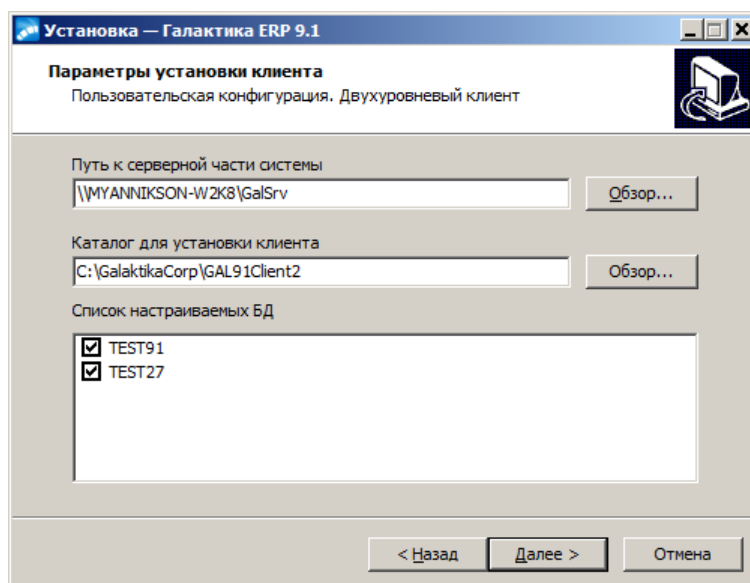 Установка — Галактика ERP 9.1
Параметры установки клиента
Пользовательская конфигурация. Двухуровневый клиент
Путь к серверной части системы
\\MYANNIKSON-W2K8\GalSrv
Обзор...
Каталог для установки клиента
C:\GalaktikaCorp\GAL91Client2
Обзор...
Список настраиваемых БД
TEST91
TEST27
< Назад
Далее >
Отмена